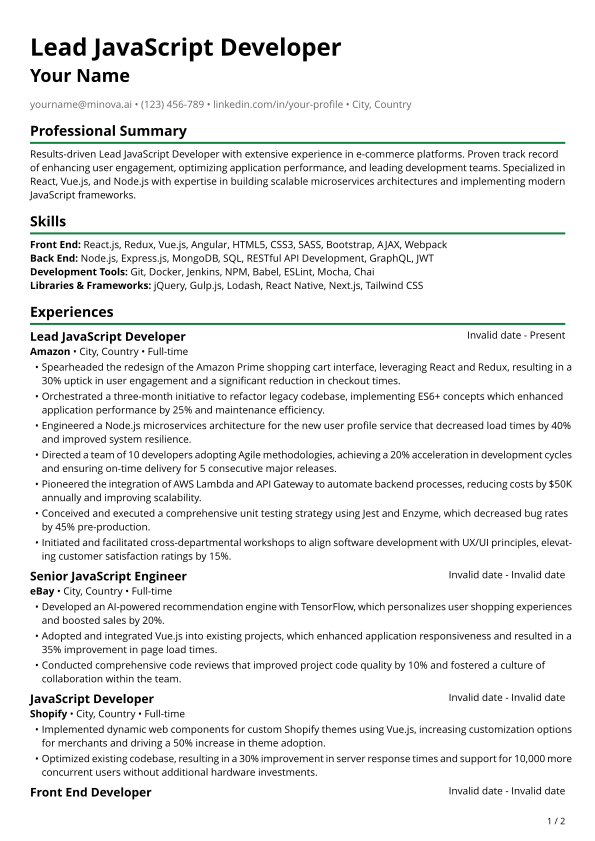 Lead JavaScript Developer
Your Name
yourname@minova.ai • (123) 456-789 • linkedin.com/in/your-profile • City, Country
Professional Summary
Results-driven Lead JavaScript Developer with extensive experience in e-commerce platforms. Proven track record
of enhancing user engagement, optimizing application performance, and leading development teams. Specialized in
React, Vue.js, and Node.js with expertise in building scalable microservices architectures and implementing modern
JavaScript frameworks.
Skills
Front End: React.js, Redux, Vue.js, Angular, HTML5, CSS3, SASS, Bootstrap, AJAX, Webpack
Back End: Node.js, Express.js, MongoDB, SQL, RESTful API Development, GraphQL, JWT
Development Tools: Git, Docker, Jenkins, NPM, Babel, ESLint, Mocha, Chai
Libraries & Frameworks: jQuery, Gulp.js, Lodash, React Native, Next.js, Tailwind CSS
Experiences
Lead JavaScript Developer Invalid date - Present
Amazon • City, Country • Full-time
• Spearheaded the redesign of the Amazon Prime shopping cart interface, leveraging React and Redux, resulting in a
30% uptick in user engagement and a significant reduction in checkout times.
• Orchestrated a three-month initiative to refactor legacy codebase, implementing ES6+ concepts which enhanced
application performance by 25% and maintenance efficiency.
• Engineered a Node.js microservices architecture for the new user profile service that decreased load times by 40%
and improved system resilience.
• Directed a team of 10 developers adopting Agile methodologies, achieving a 20% acceleration in development cycles
and ensuring on-time delivery for 5 consecutive major releases.
• Pioneered the integration of AWS Lambda and API Gateway to automate backend processes, reducing costs by $50K
annually and improving scalability.
• Conceived and executed a comprehensive unit testing strategy using Jest and Enzyme, which decreased bug rates
by 45% pre-production.
• Initiated and facilitated cross-departmental workshops to align software development with UX/UI principles, elevat-
ing customer satisfaction ratings by 15%.
Senior JavaScript Engineer Invalid date - Invalid date
eBay • City, Country • Full-time
• Developed an AI-powered recommendation engine with TensorFlow, which personalizes user shopping experiences
and boosted sales by 20%.
• Adopted and integrated Vue.js into existing projects, which enhanced application responsiveness and resulted in a
35% improvement in page load times.
• Conducted comprehensive code reviews that improved project code quality by 10% and fostered a culture of
collaboration within the team.
JavaScript Developer Invalid date - Invalid date
Shopify • City, Country • Full-time
• Implemented dynamic web components for custom Shopify themes using Vue.js, increasing customization options
for merchants and driving a 50% increase in theme adoption.
• Optimized existing codebase, resulting in a 30% improvement in server response times and support for 10,000 more
concurrent users without additional hardware investments.
Front End Developer Invalid date - Invalid date
1 / 2